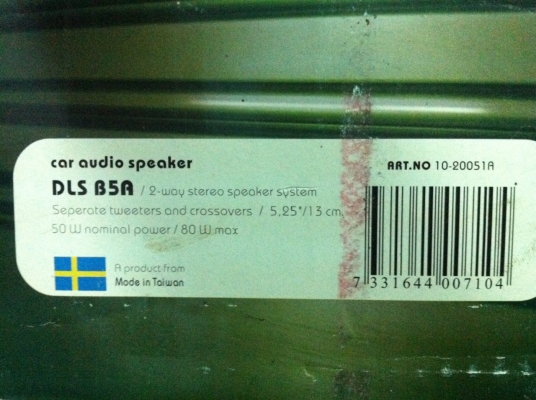 car audio speaker
ART.NO 10-20051A
DLS B5A / 2-way stereo speaker system
Seperate tweeters and crossovers / 5,25"/13 cm
50 W nominal power / 80 W max
A product from
Made in Taiwan
7 331644 007104